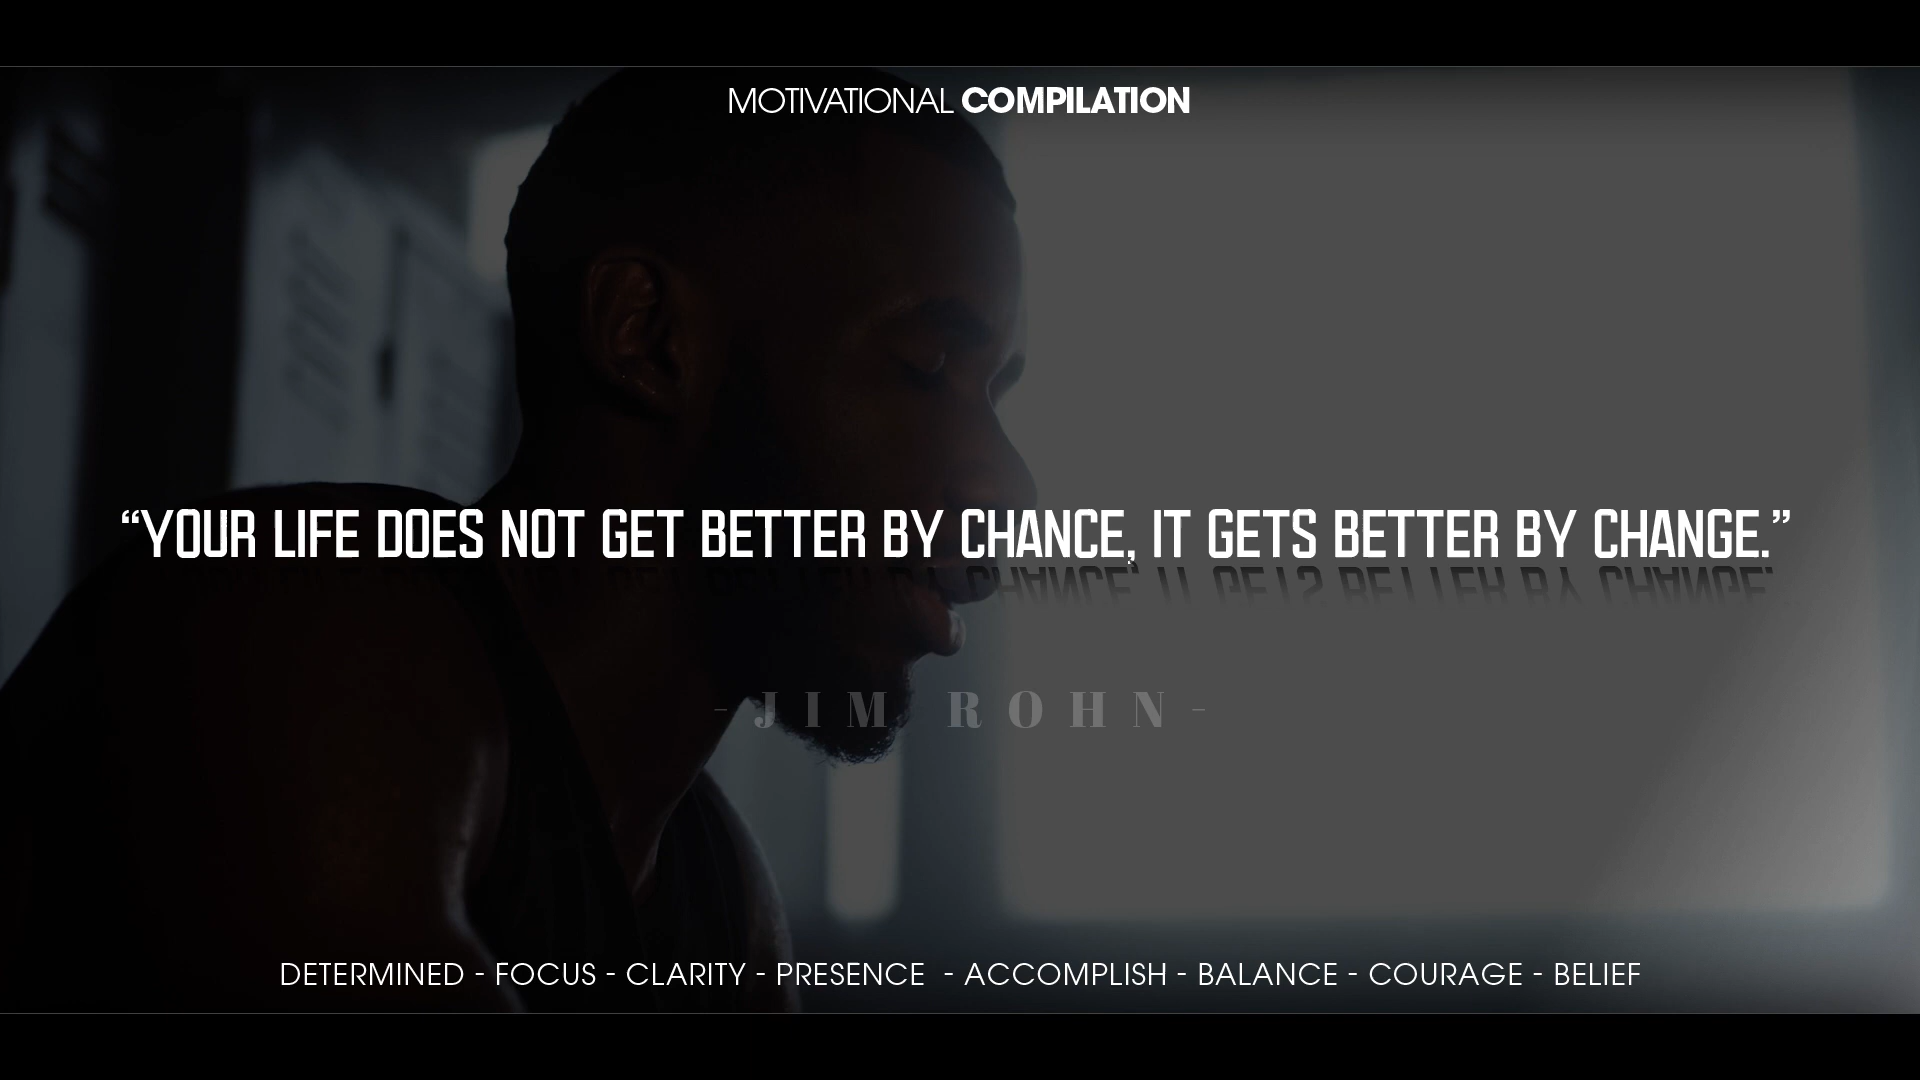 MOTIVATIONAL COMPILATION
“YOUR LIFE DOES NOT GET BETTER BY CHANCE, IT GETS BETTER BY CHANGE.”
- JIM ROHN -
DETERMINED - FOCUS - CLARITY - PRESENCE - ACCOMPLISH - BALANCE - COURAGE - BELIEF